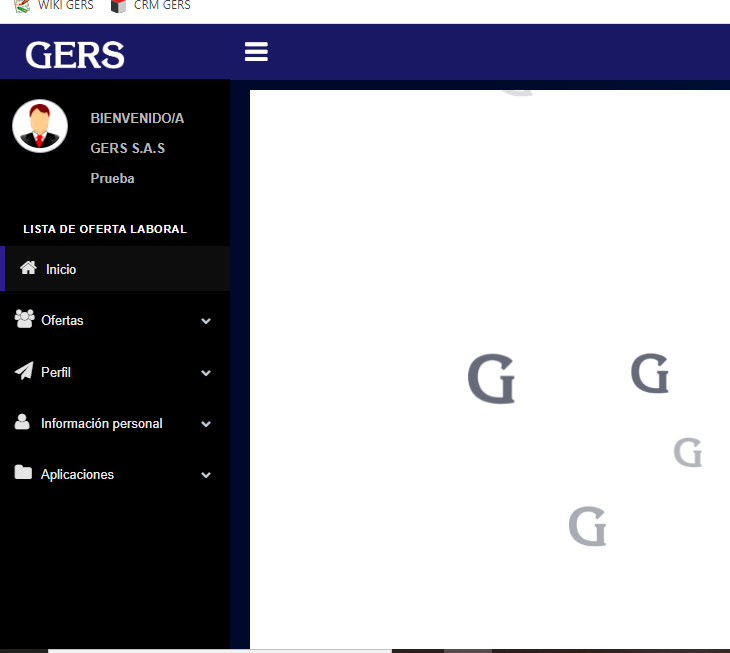 WIKI GERS CRM GERS
GERS
BIENVENIDO/A
GERS S.A.S
Prueba
LISTA DE OFERTA LABORAL
Inicio
Ofertas
Perfil
Información personal
Aplicaciones
G G
G
G